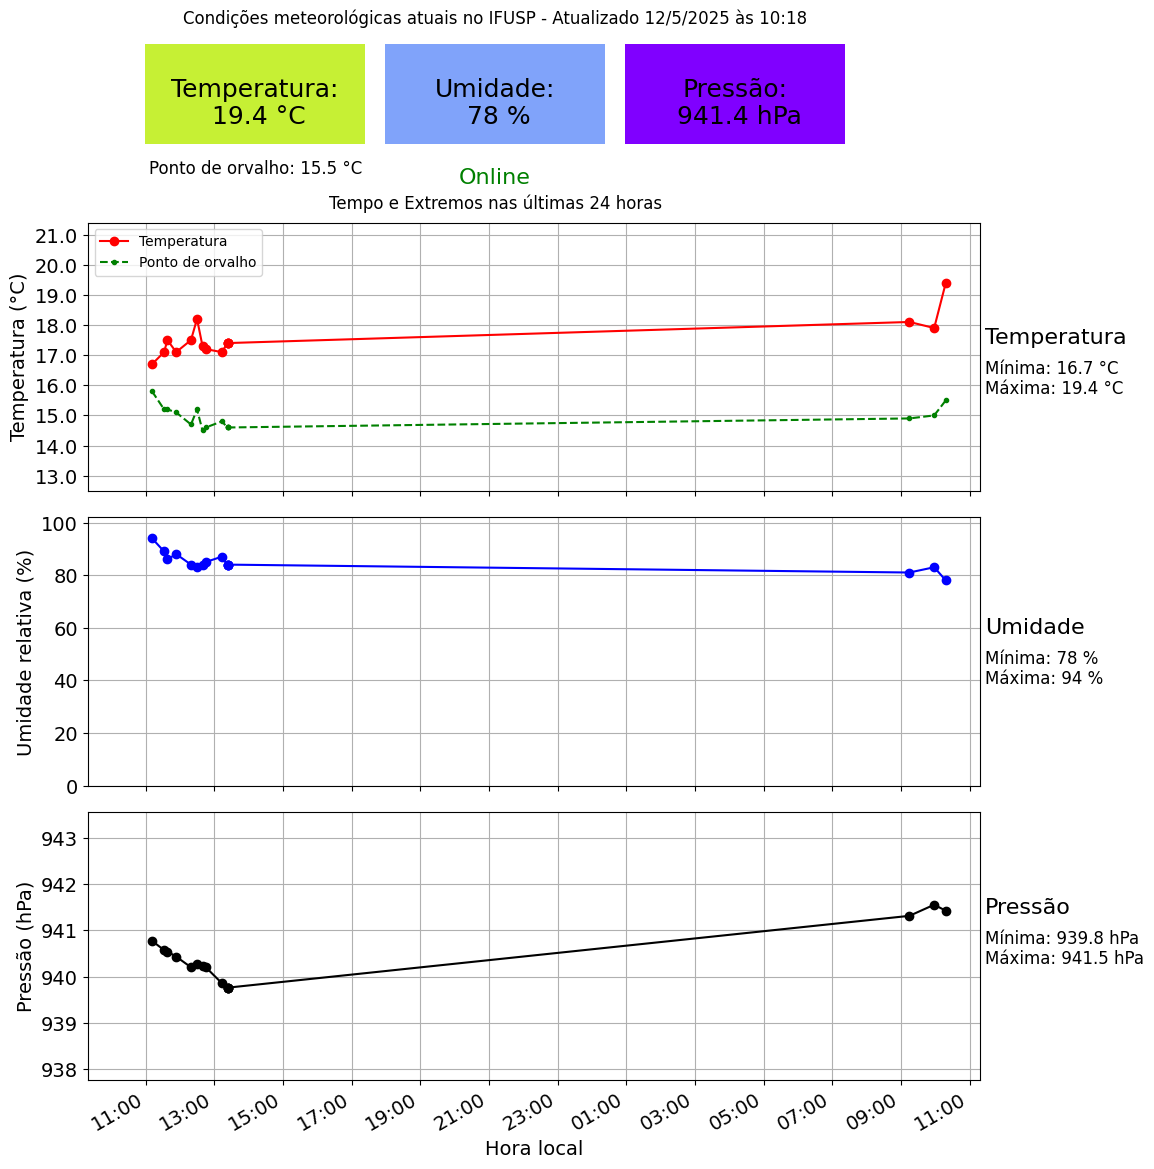 Condições meteorológicas atuais no IFUSP - Atualizado 12/5/2025 às 10:18
Temperatura:
19.4 °C
Umidade:
78 %
Pressão:
941.4 hPa
Ponto de orvalho: 15.5 °C
Online
Tempo e Extremos nas últimas 24 horas
Temperatura (°C)
21.0
20.0
19.0
18.0
17.0
16.0
15.0
14.0
13.0
Temperatura
Ponto de orvalho
Temperatura
Mínima: 16.7 °C
Máxima: 19.4 °C
Umidade relativa (%)
100
80
60
40
20
0
Umidade
Mínima: 78 %
Máxima: 94 %
Pressão (hPa)
943
942
941
940
939
938
Pressão
Mínima: 939.8 hPa
Máxima: 941.5 hPa
11:00 13:00 15:00 17:00 19:00 21:00 23:00 01:00 03:00 05:00 07:00 09:00 11:00
Hora local